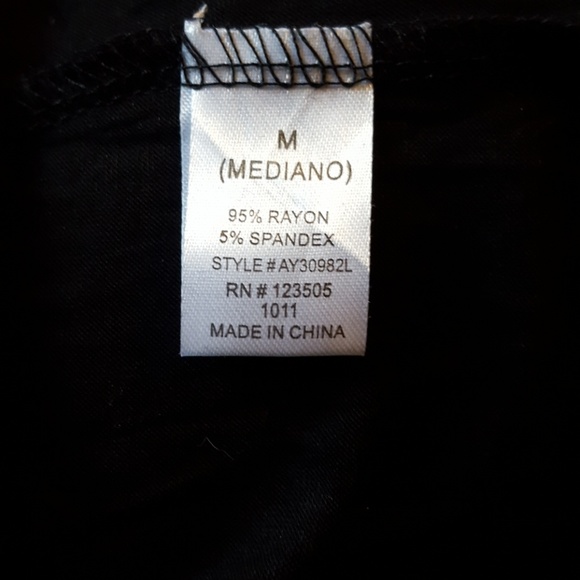 M
(MEDIANO)
95% RAYON
5% SPANDEX
STYLE # AY30982L
RN # 123505
1011
MADE IN CHINA